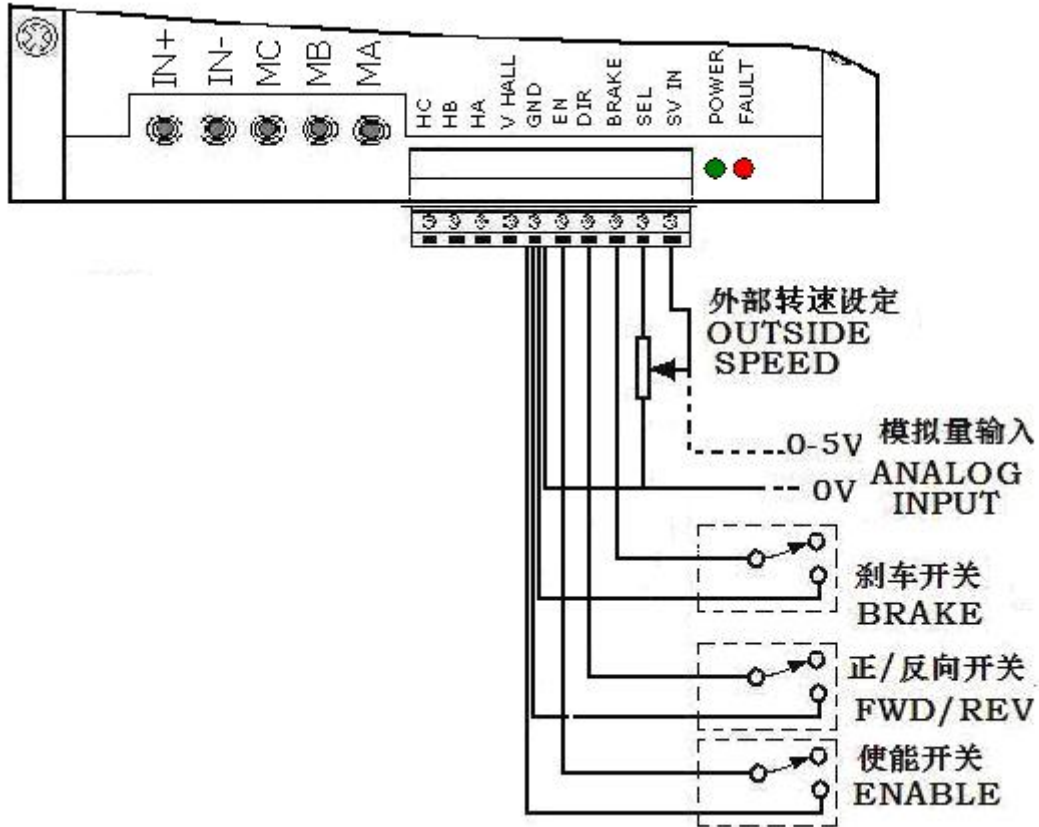 IN+
IN-
MC
MB
MA
HC
HB
HA
V HALL
GND
EN
DIR
BRAKE
SEL
SV IN
POWER
FAULT
外部转速设定
OUTSIDE
SPEED
0-5V
模拟量输入
0V
ANALOG
INPUT
刹车开关
BRAKE
正/反向开关
FWD/REV
使能开关
ENABLE